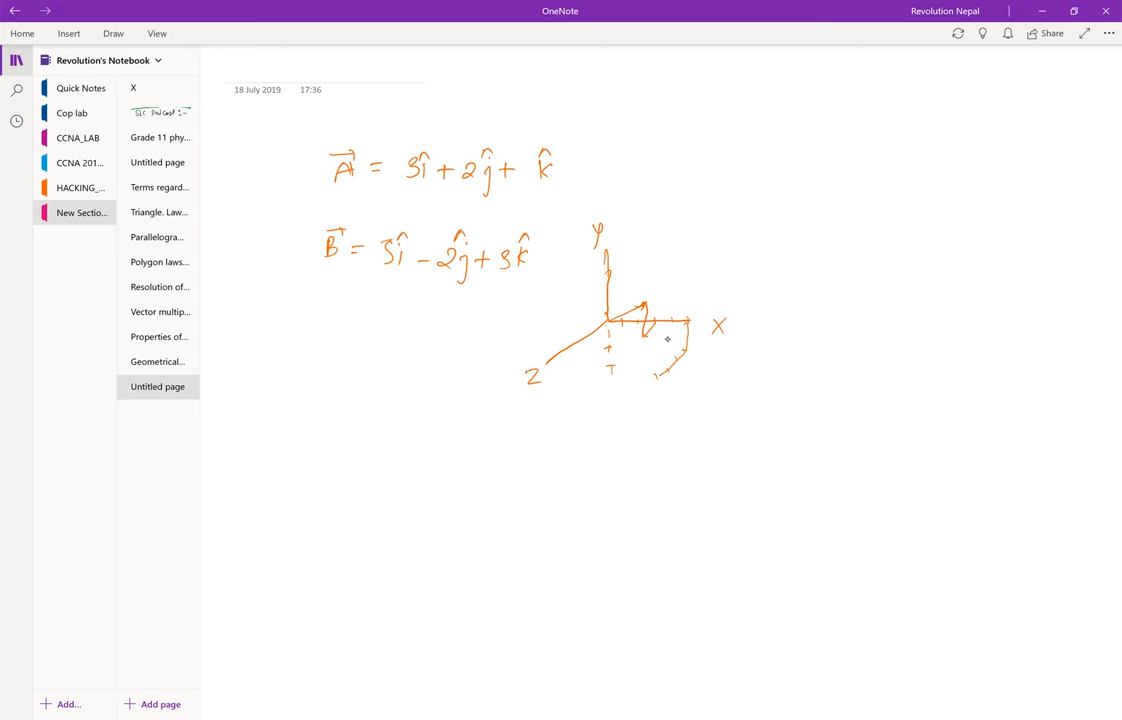 OneNote
Revolution Nepal
Home Insert Draw View
Share
Revolution's Notebook
Quick Notes
Cop lab
CCNA_LAB
CCNA 201...
HACKING_...
New Sectio...
X
Grade 11 phy...
Untitled page
Terms regard...
Triangle. Law...
Parallelogra...
Polygon laws...
Resolution of...
Vector multip...
Properties of...
Geometrical...
Untitled page
Add...
Add page
18 July 2019 17:36
A⃗ = 3î + 2ĵ + k̂
B⃗ = 5î - 2ĵ + 3k̂
Y
X
Z